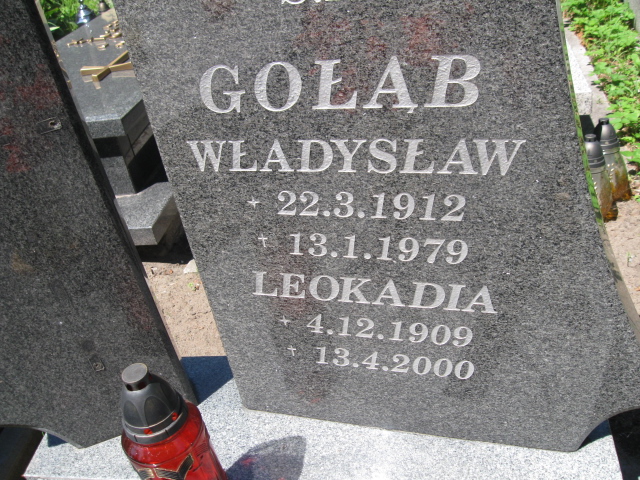 GOŁĄB
WŁADYSŁAW
* 22.3.1912
† 13.1.1979
LEOKADIA
* 4.12.1909
† 13.4.2000